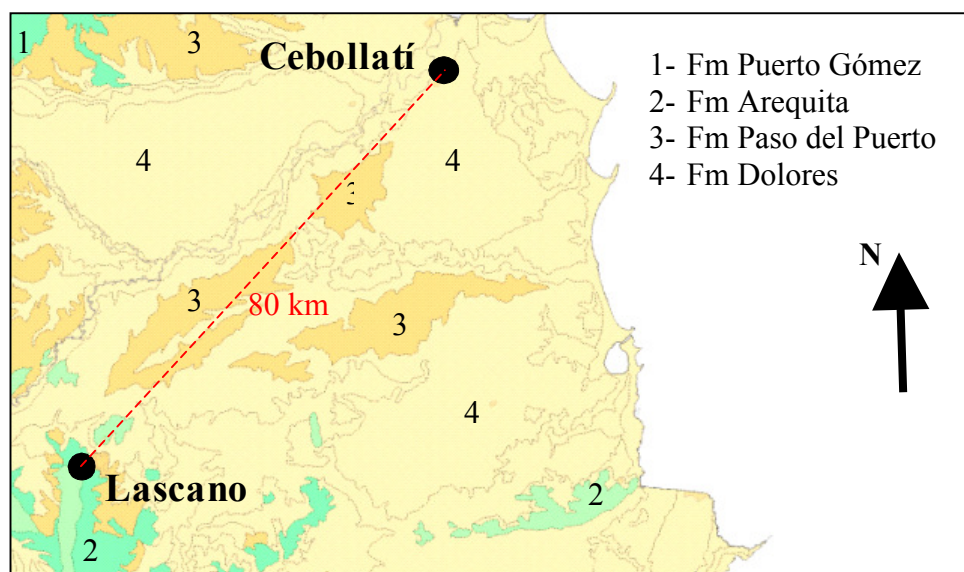 1
3
Cebollatí
1- Fm Puerto Gómez
2- Fm Arequita
3- Fm Paso del Puerto
4- Fm Dolores
4
4
3
N
3
80 km
3
4
Lascano
2
2